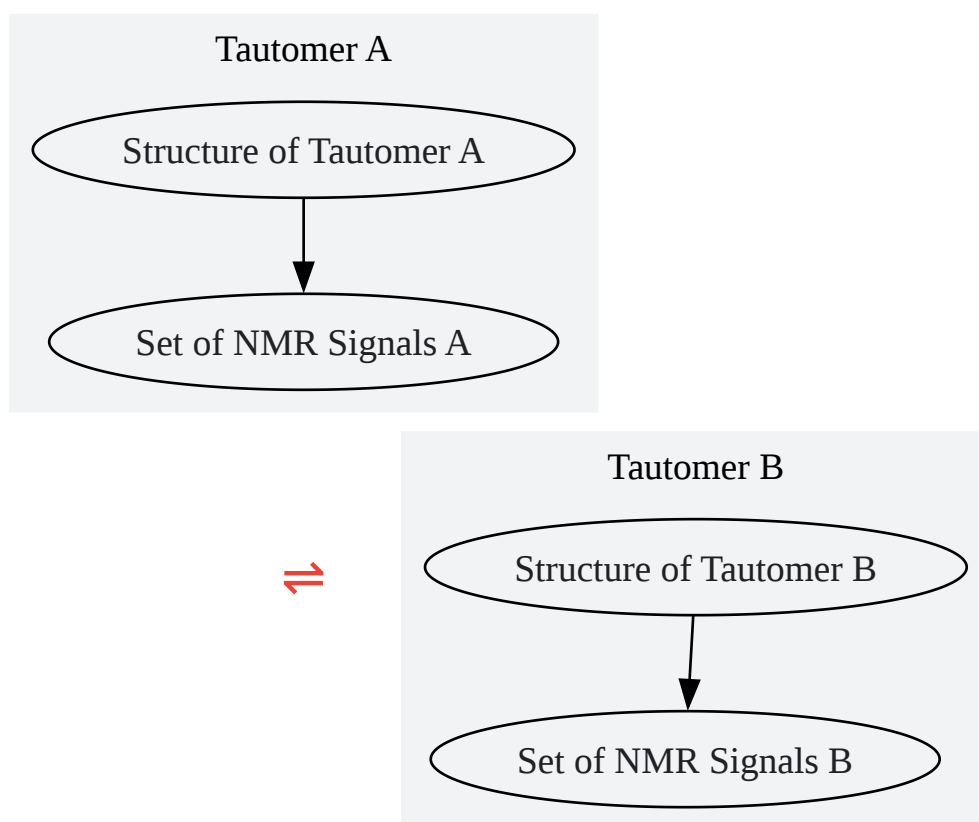 Tautomer A
Structure of Tautomer A
Set of NMR Signals A
Tautomer B
⇌
Structure of Tautomer B
Set of NMR Signals B